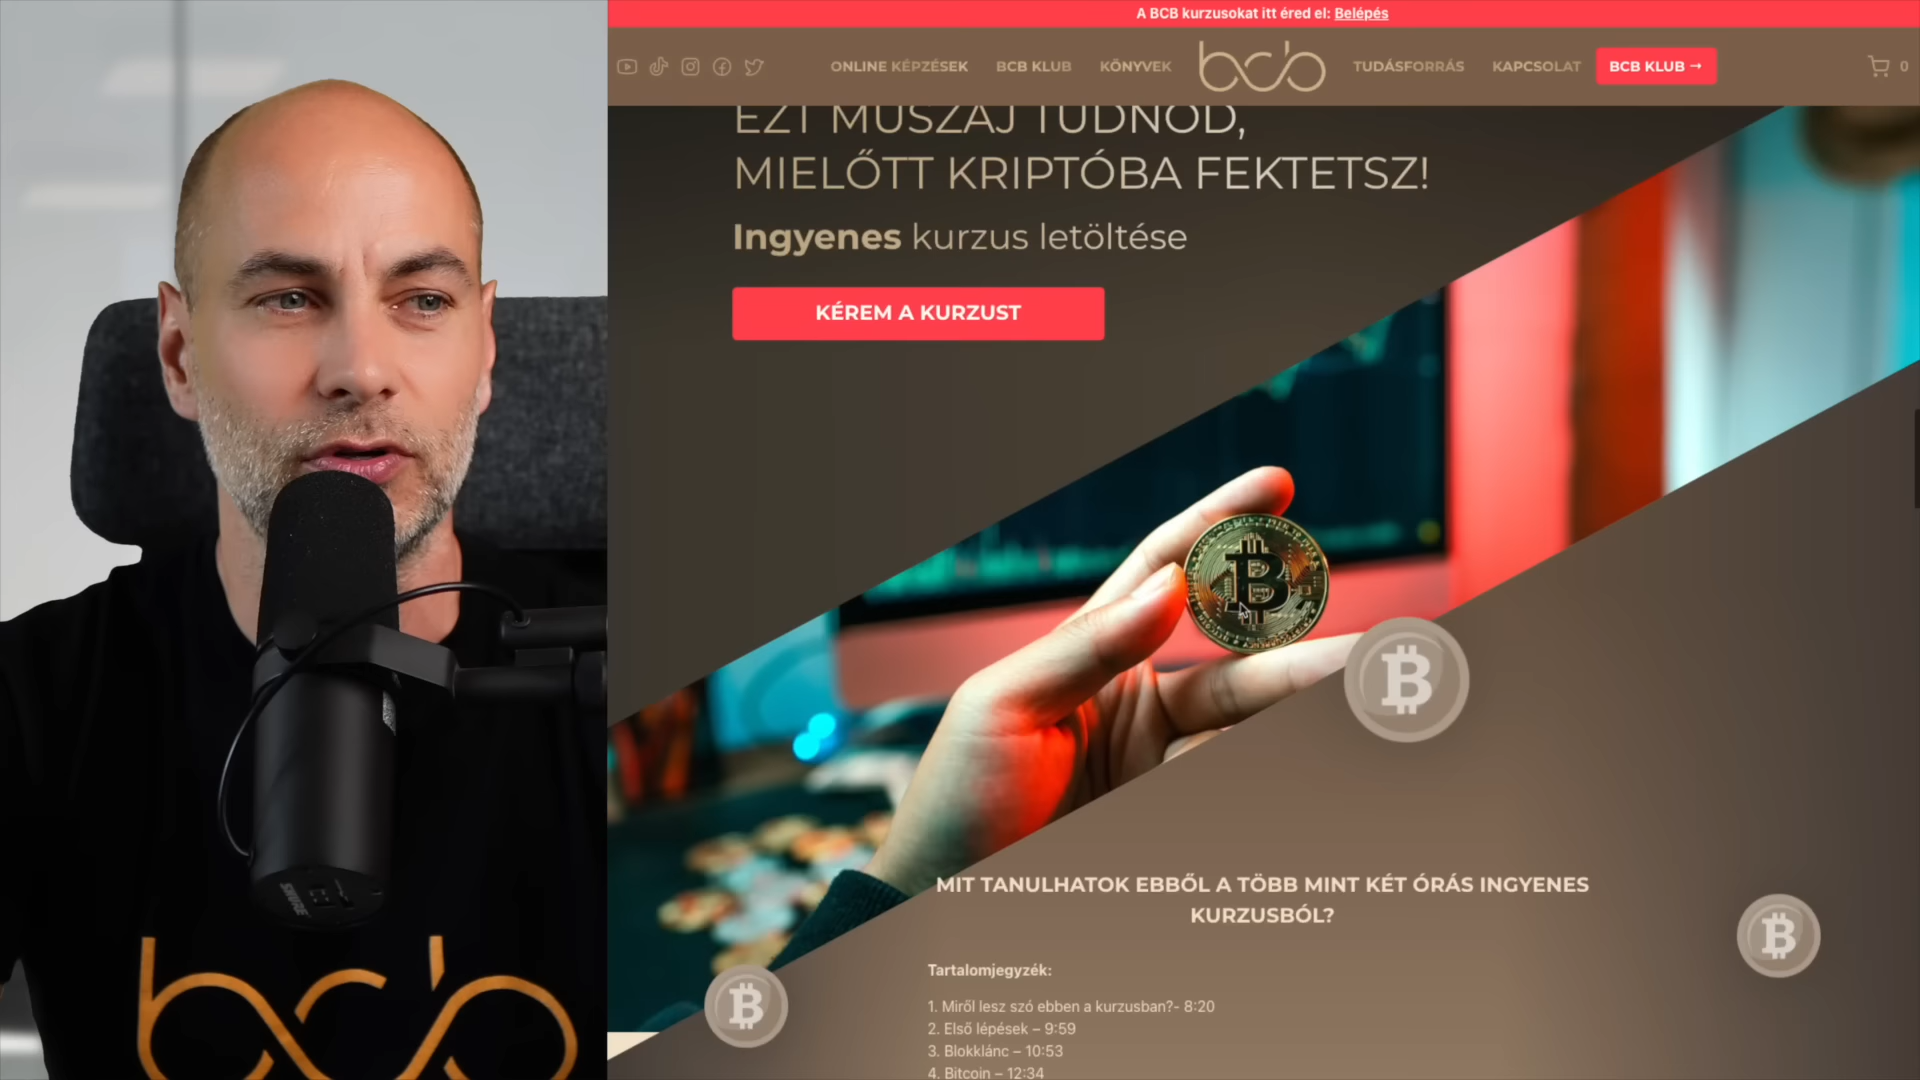 A BCB kurzusokat itt éred el: Belépés
ONLINE KÉPZÉSEK
BCB KLUB
KÖNYVEK
bcb
TUDÁSFORRÁS
KAPCSOLAT
BCB KLUB →
0
EZT MUSZÁJ TUDNOD,
MIELŐTT KRIPTÓBA FEKTETSZ!
Ingyenes kurzus letöltése
KÉREM A KURZUST
MIT TANULHATOK EBBŐL A TÖBB MINT KÉT ÓRÁS INGYENES
KURZUSBÓL?
Tartalomjegyzék:
1. Miről lesz szó ebben a kurzusban?- 8:20
2. Első lépések – 9:59
3. Blokklánc – 10:53
4. Bitcoin – 12:34
SHURE
bcb